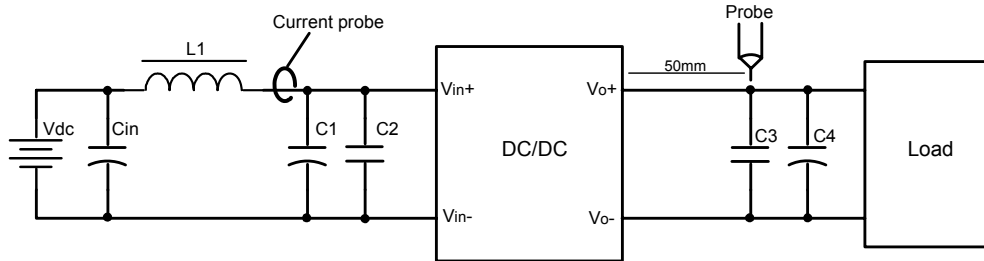 Current probe
Probe
L1
50mm
Vin+
Vo+
Vdc
Cin
C1
C2
DC/DC
C3
C4
Load
Vin-
Vo-